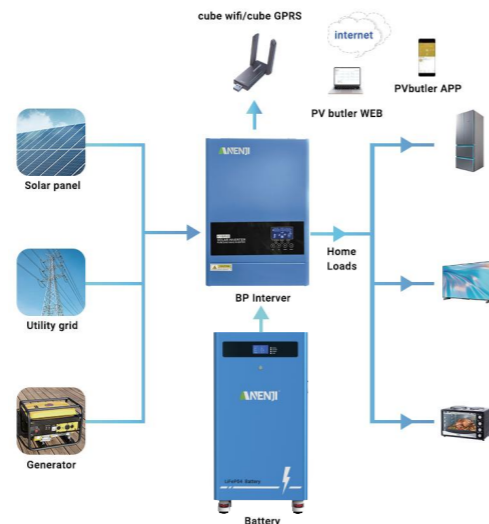 cube wifi/cube GPRS
internet
PV butler WEB
PVbutler APP
Solar panel
ANENJI
Home
Loads
BP Interver
Utility grid
ANENJI
Generator
LiFePO4 Battery
Battery